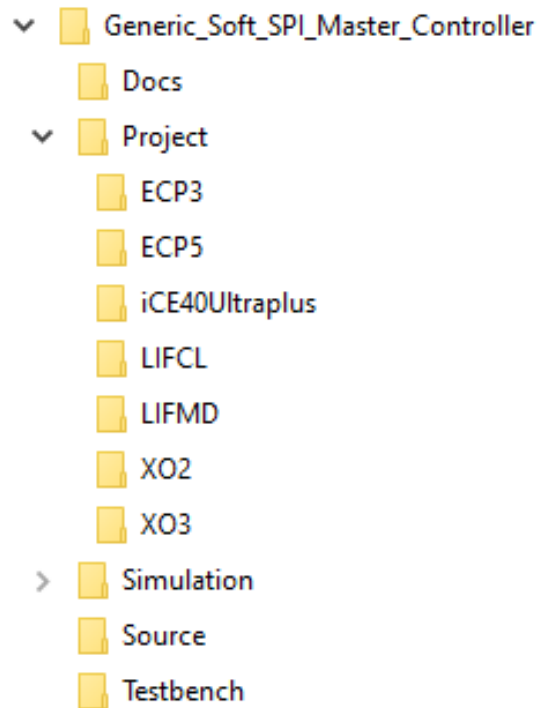 Generic_Soft_SPI_Master_Controller
Docs
Project
ECP3
ECP5
iCE40Ultraplus
LIFCL
LIFMD
XO2
XO3
Simulation
Source
Testbench